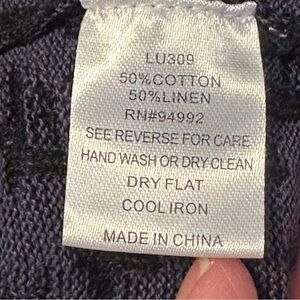 LU309
50%COTTON
50%LINEN
RN#94992
SEE REVERSE FOR CARE
HAND WASH OR DRY CLEAN
DRY FLAT
COOL IRON
MADE IN CHINA